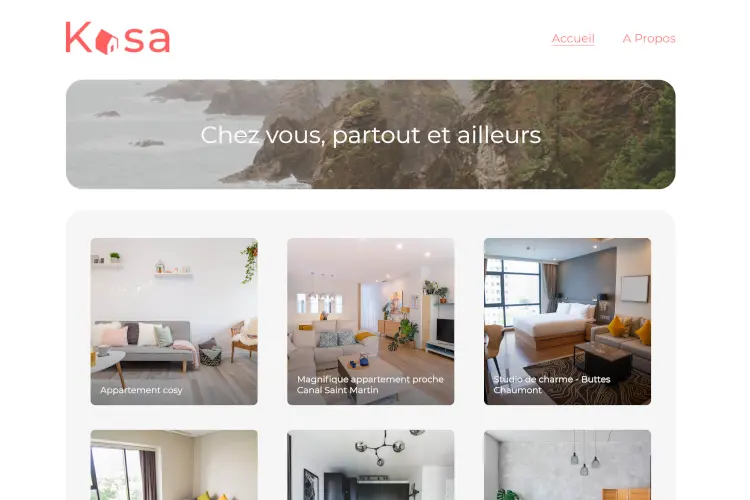 Kasa
Accueil
A Propos
Chez vous, partout et ailleurs
Appartement cosy
Magnifique appartement proche
Canal Saint Martin
Studio de charme - Buttes
Chaumont